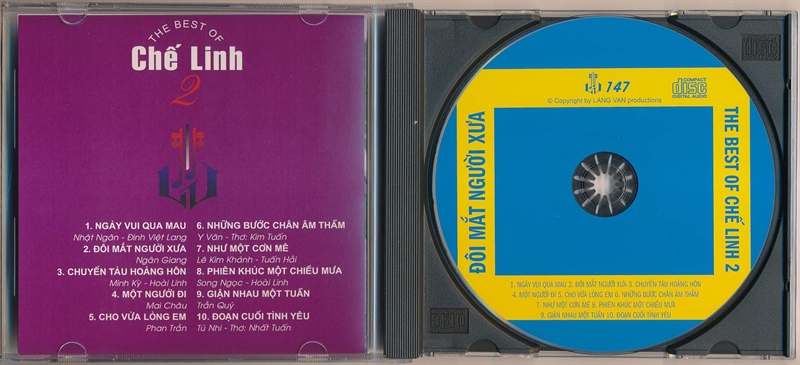 THE BEST OF
Chế Linh
2
1. NGÀY VUI QUA MAU
Nhật Ngân - Đinh Việt Lang
2. ĐÔI MẮT NGƯỜI XƯA
Ngân Giang
3. CHUYẾN TÀU HOÀNG HÔN
Minh Kỳ - Hoài Linh
4. MỘT NGƯỜI ĐI
Mai Châu
5. CHO VỪA LÒNG EM
Phan Trần
6. NHỮNG BƯỚC CHÂN ÂM THẦM
Y Vân - Thơ: Kim Tuấn
7. NHƯ MỘT CƠN MÊ
Lê Kim Khánh - Tuấn Hải
8. PHIÊN KHÚC MỘT CHIỀU MƯA
Song Ngọc - Hoài Linh
9. GIẬN NHAU MỘT TUẦN
Trần Quý
10. ĐOẠN CUỐI TÌNH YÊU
Tú Nhi - Thơ: Nhất Tuấn
147
COMPACT
disc
DIGITAL AUDIO
© Copyright by LANG VAN productions
ĐÔI MẮT NGƯỜI XƯA
THE BEST OF CHẾ LINH 2
1. NGÀY VUI QUA MAU 2. ĐÔI MẮT NGƯỜI XƯA 3. CHUYẾN TÀU HOÀNG HÔN
4. MỘT NGƯỜI ĐI 5. CHO VỪA LÒNG EM 6. NHỮNG BƯỚC CHÂN ÂM THẦM
7. NHƯ MỘT CƠN MÊ 8. PHIÊN KHÚC MỘT CHIỀU MƯA
9. GIẬN NHAU MỘT TUẦN 10. ĐOẠN CUỐI TÌNH YÊU